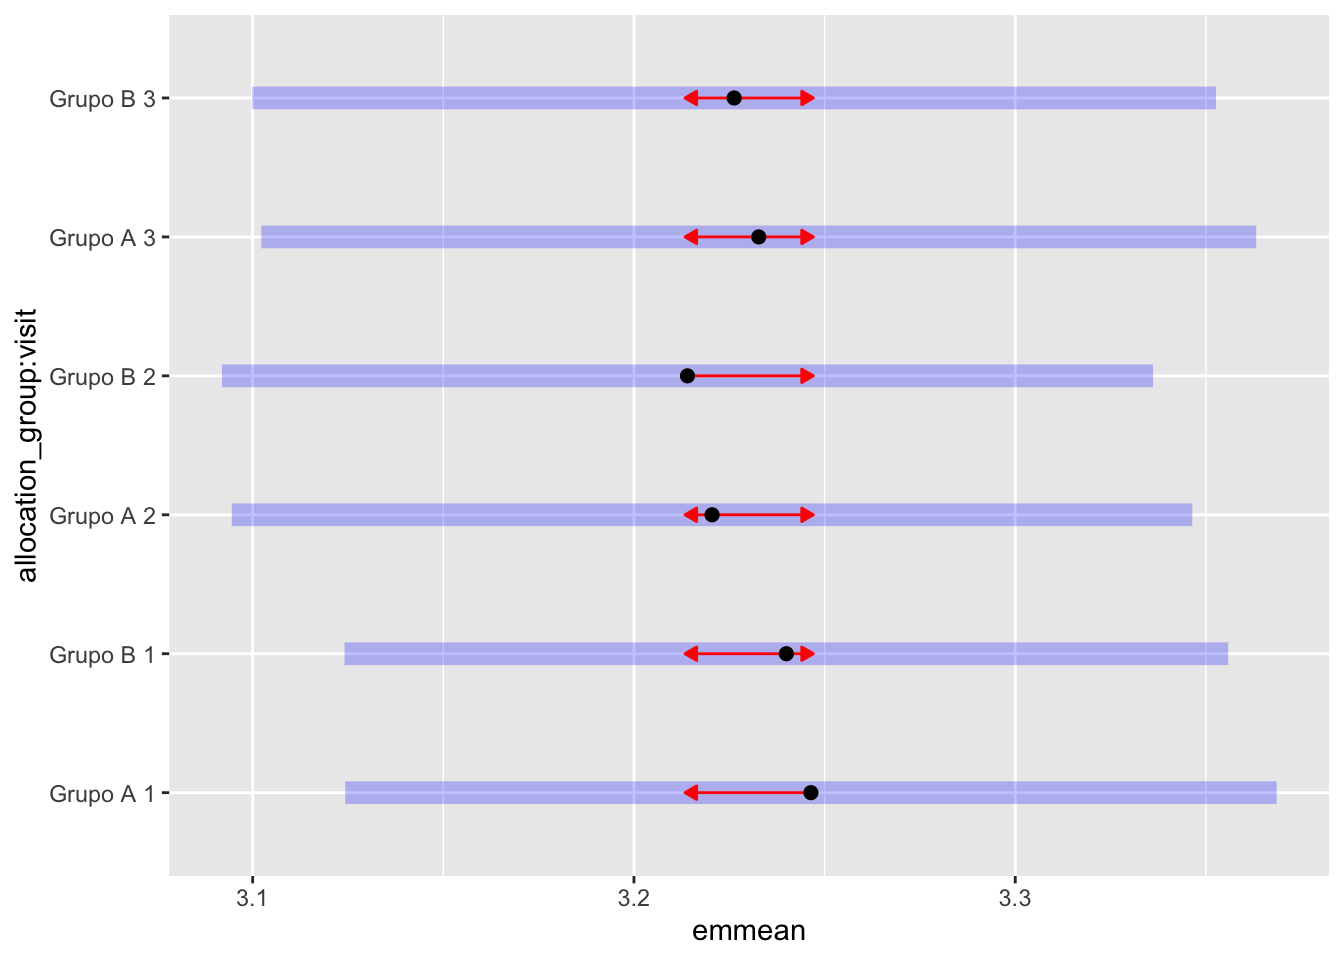 Grupo B 3
Grupo A 3
Grupo B 2
Grupo A 2
Grupo B 1
Grupo A 1
allocation_group:visit
3.1 3.2 3.3
emmean